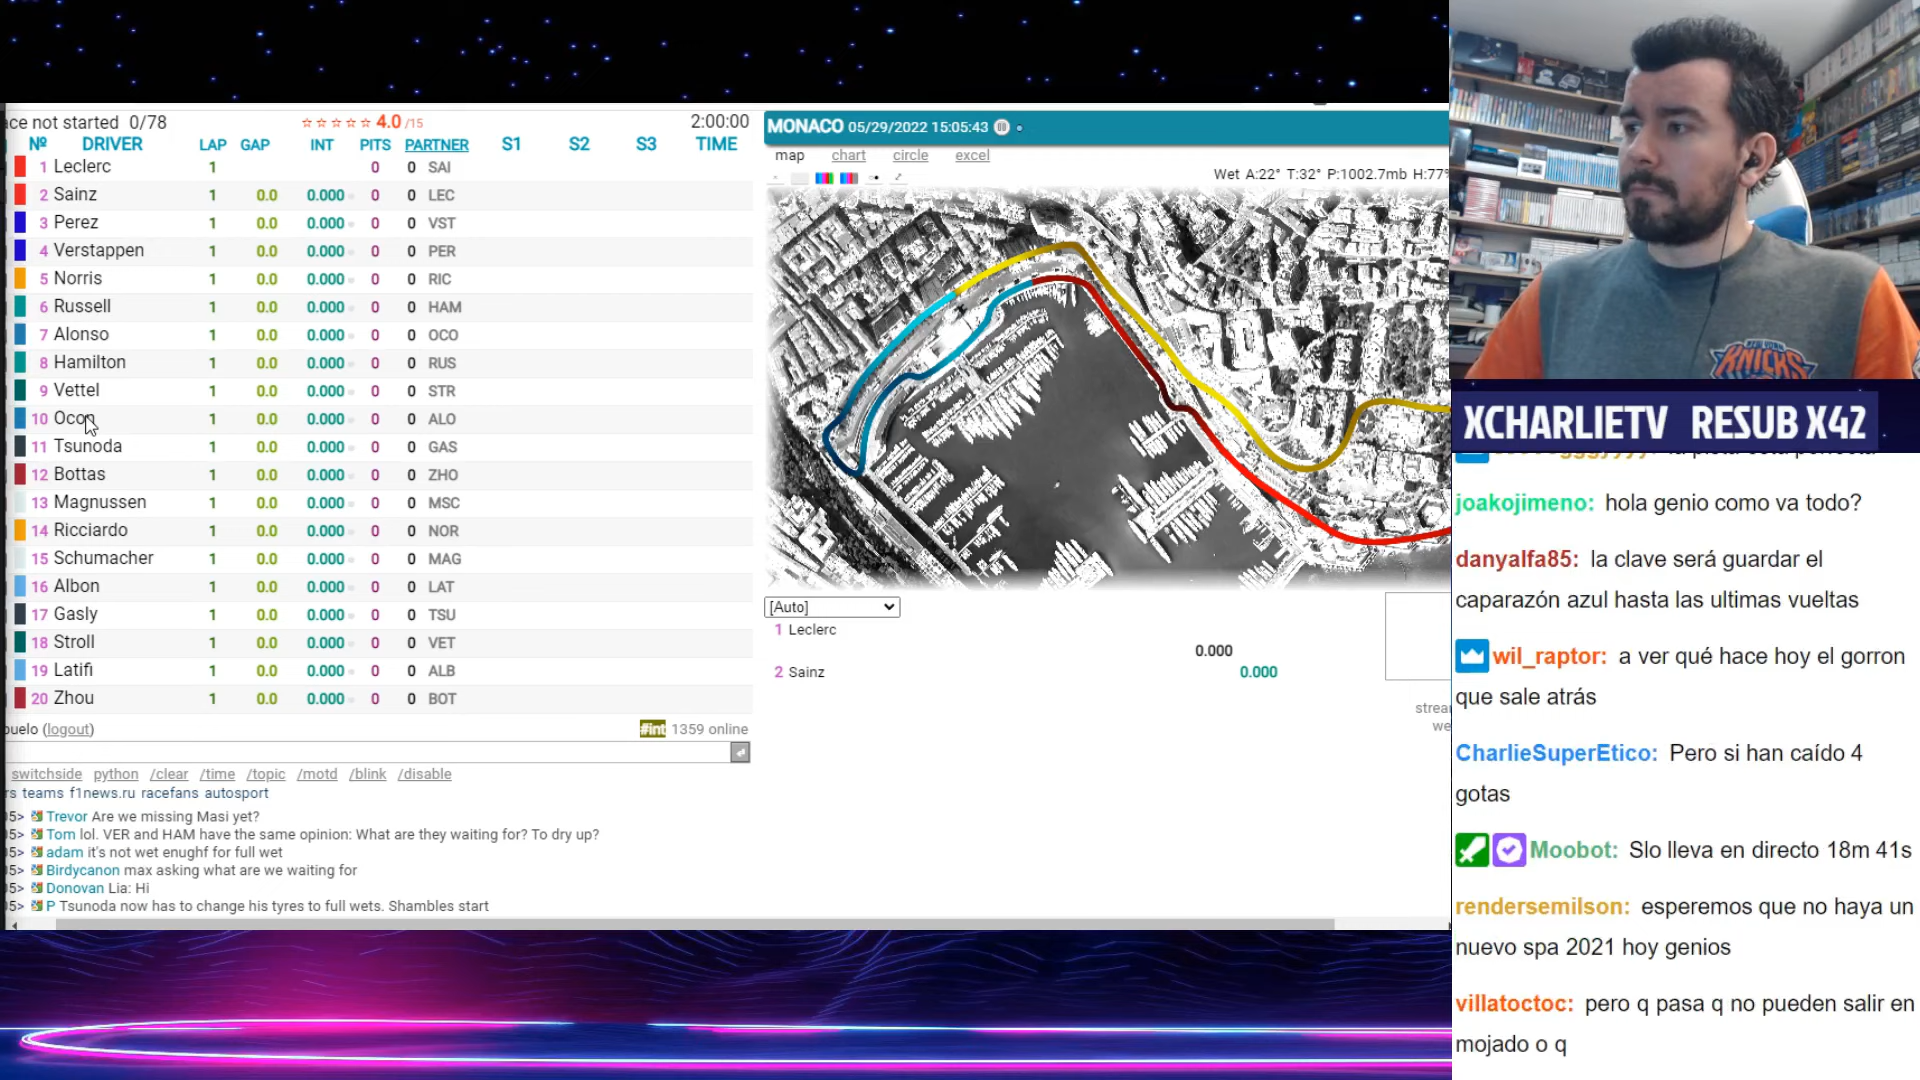 ace not started 0/78 ☆☆☆☆☆ 4.0 /15 2:00:00
Nº DRIVER LAP GAP INT PITS PARTNER S1 S2 S3 TIME
1 Leclerc 1 0 0 SAI
2 Sainz 1 0.0 0.000 0 0 LEC
3 Perez 1 0.0 0.000 0 0 VST
4 Verstappen 1 0.0 0.000 0 0 PER
5 Norris 1 0.0 0.000 0 0 RIC
6 Russell 1 0.0 0.000 0 0 HAM
7 Alonso 1 0.0 0.000 0 0 OCO
8 Hamilton 1 0.0 0.000 0 0 RUS
9 Vettel 1 0.0 0.000 0 0 STR
10 Ocon 1 0.0 0.000 0 0 ALO
11 Tsunoda 1 0.0 0.000 0 0 GAS
12 Bottas 1 0.0 0.000 0 0 ZHO
13 Magnussen 1 0.0 0.000 0 0 MSC
14 Ricciardo 1 0.0 0.000 0 0 NOR
15 Schumacher 1 0.0 0.000 0 0 MAG
16 Albon 1 0.0 0.000 0 0 LAT
17 Gasly 1 0.0 0.000 0 0 TSU
18 Stroll 1 0.0 0.000 0 0 VET
19 Latifi 1 0.0 0.000 0 0 ALB
20 Zhou 1 0.0 0.000 0 0 BOT
buelo (logout) #int 1359 online
switchside python /clear /time /topic /motd /blink /disable
rs teams f1news.ru racefans autosport
05> Trevor Are we missing Masi yet?
05> Tom lol. VER and HAM have the same opinion: What are they waiting for? To dry up?
05> adam it's not wet enughf for full wet
05> Birdycanon max asking what are we waiting for
05> Donovan Lia: Hi
05> P Tsunoda now has to change his tyres to full wets. Shambles start
MONACO 05/29/2022 15:05:43
map chart circle excel
Wet A:22° T:32° P:1002.7mb H:77°
[Auto]
1 Leclerc
0.000
2 Sainz 0.000
strea
we
NEW YORK
KNICKS
XCHARLIETV RESUB X42
joakojimeno: hola genio como va todo?
danyalfa85: la clave será guardar el
caparazón azul hasta las ultimas vueltas
wil_raptor: a ver qué hace hoy el gorron
que sale atrás
CharlieSuperEtico: Pero si han caído 4
gotas
Moobot: Slo lleva en directo 18m 41s
rendersemilson: esperemos que no haya un
nuevo spa 2021 hoy genios
villatoctoc: pero q pasa q no pueden salir en
mojado o q